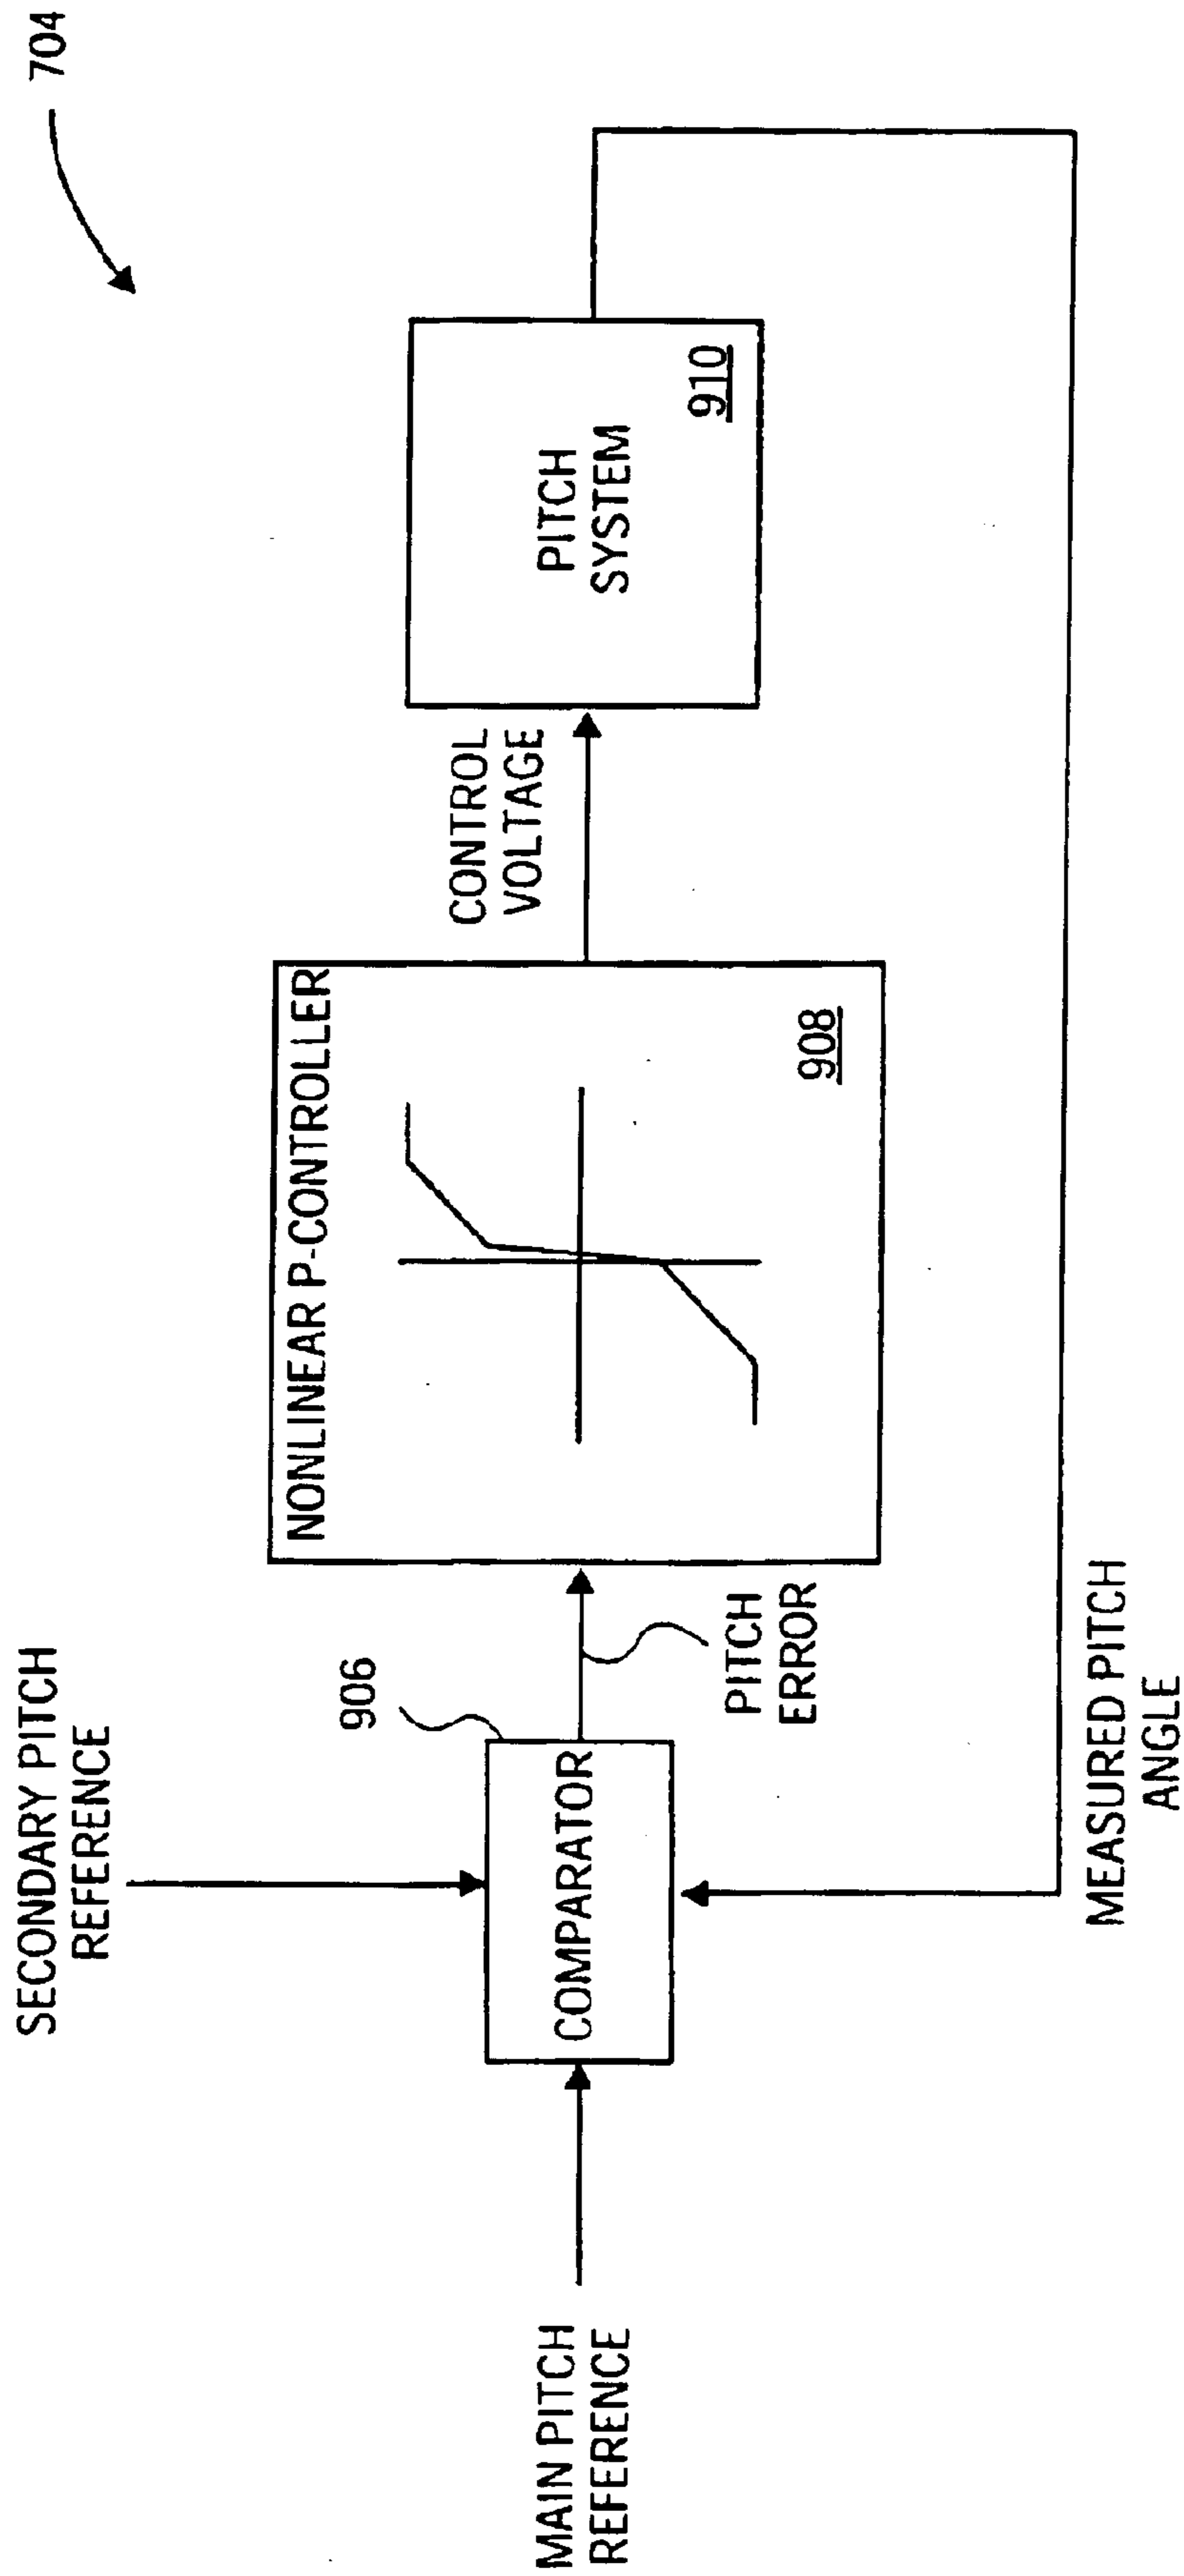 704
SECONDARY PITCH
REFERENCE
906
MAIN PITCH
REFERENCE
COMPARATOR
PITCH
ERROR
NONLINEAR P-CONTROLLER
908
CONTROL
VOLTAGE
PITCH
SYSTEM
910
MEASURED PITCH
ANGLE